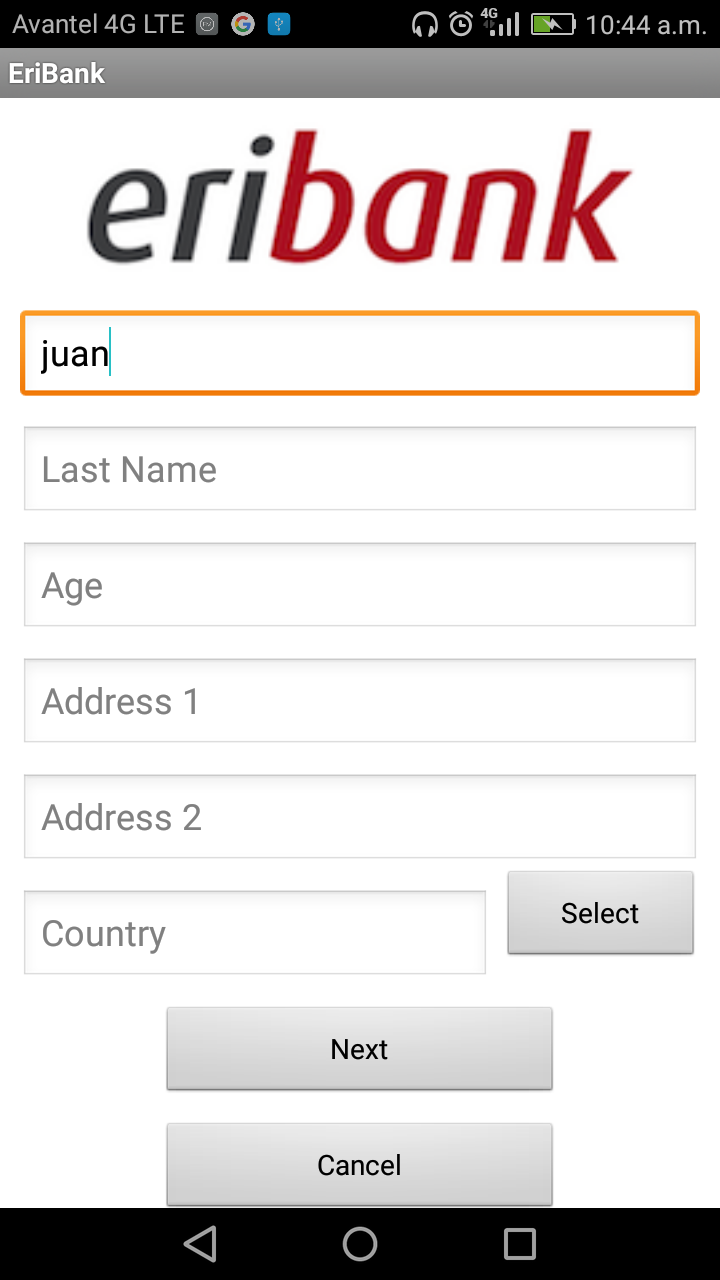 Avantel 4G LTE 4G 10:44 a.m.
EriBank
eribank
juan
Last Name
Age
Address 1
Address 2
Country
Select
Next
Cancel